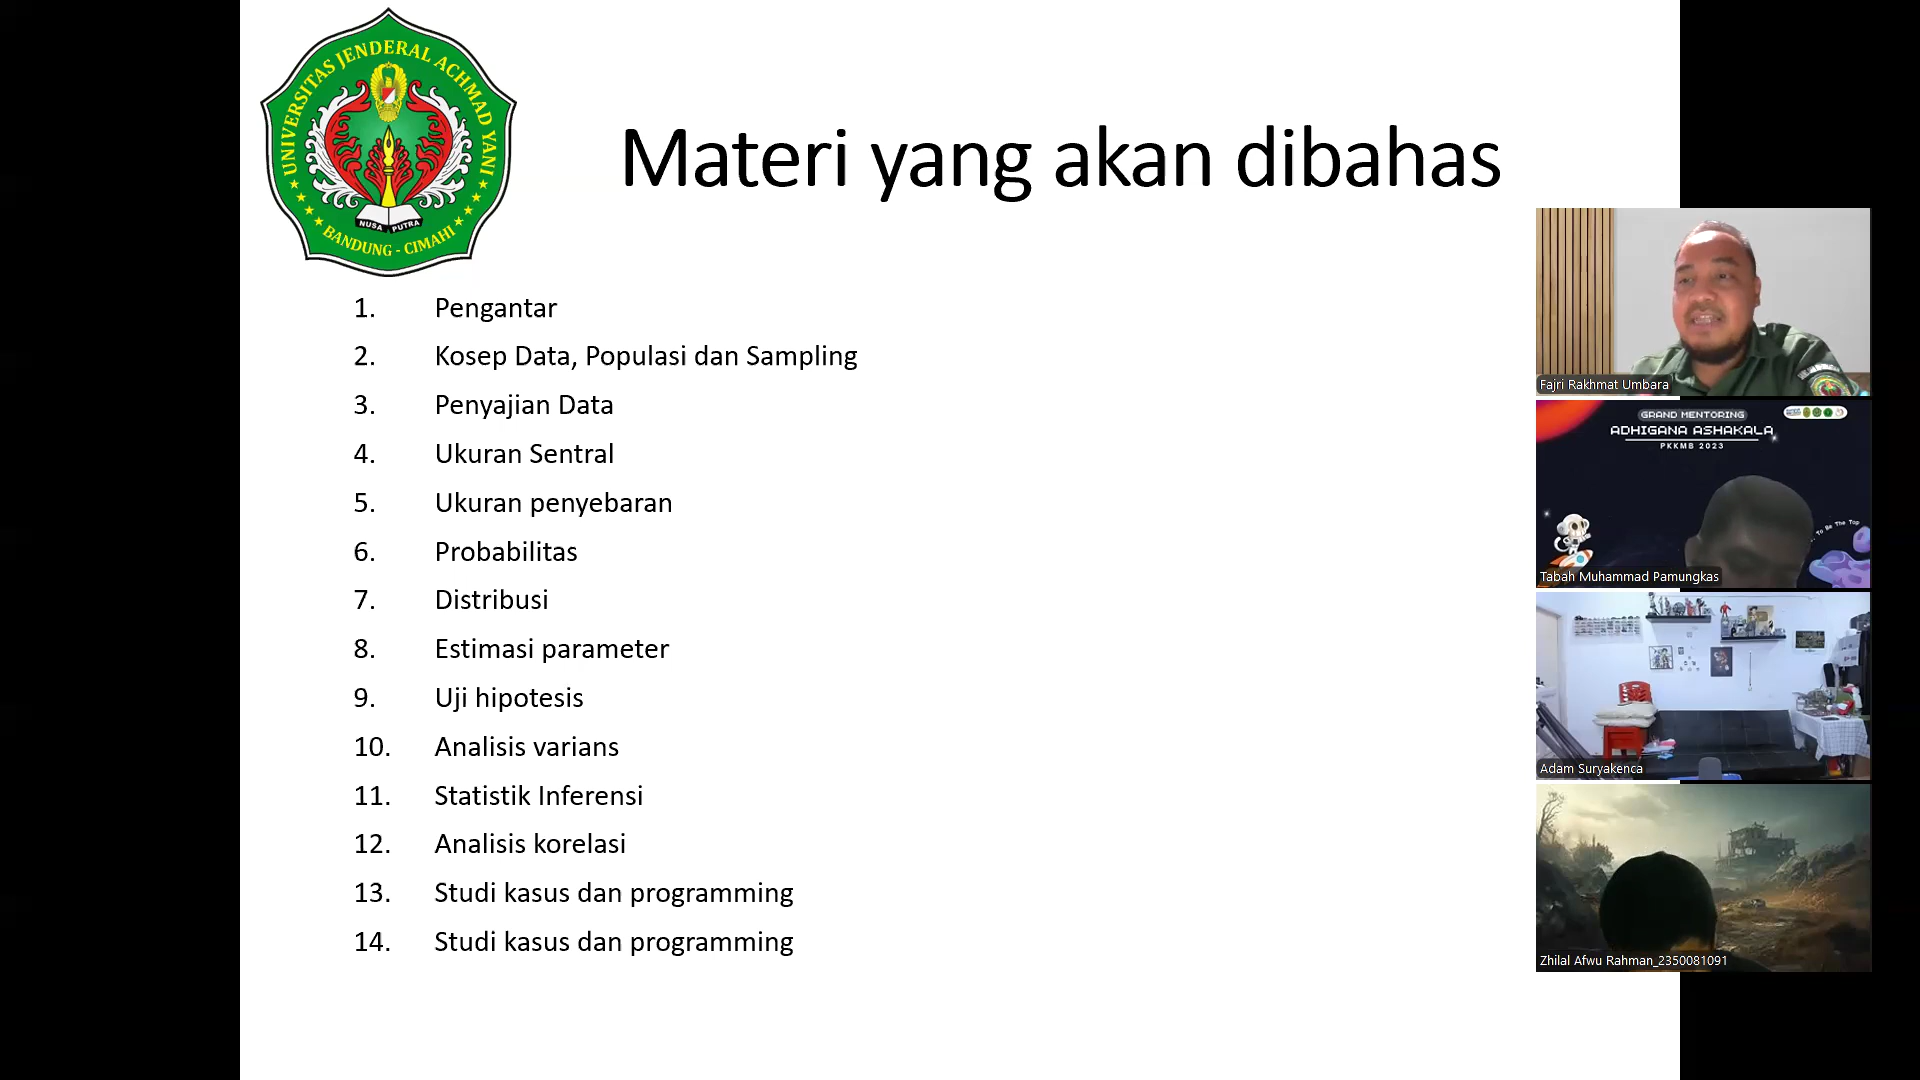 UNIVERSITAS JENDERAL ACHMAD YANI
NUSA PUTRA
BANDUNG - CIMAHI
Materi yang akan dibahas
1. Pengantar
2. Kosep Data, Populasi dan Sampling
3. Penyajian Data
4. Ukuran Sentral
5. Ukuran penyebaran
6. Probabilitas
7. Distribusi
8. Estimasi parameter
9. Uji hipotesis
10. Analisis varians
11. Statistik Inferensi
12. Analisis korelasi
13. Studi kasus dan programming
14. Studi kasus dan programming
Fajri Rakhmat Umbara
GRAND MENTORING
ADHIGANA ASHAKALA
PKKMB 2023
To Be The Top
Tabah Muhammad Pamungkas
Adam Suryakenca
Zhilal Afwu Rahman_2350081091